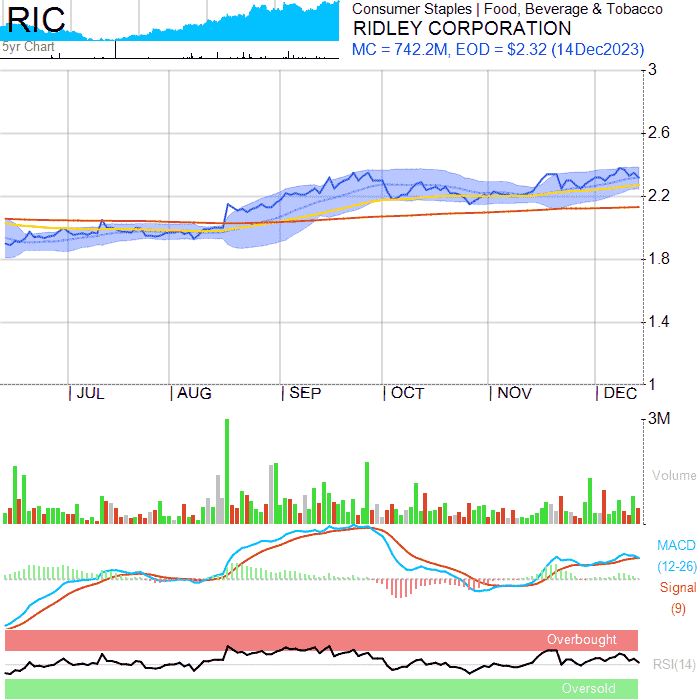 RIC
5yr Chart
Consumer Staples | Food, Beverage & Tobacco
RIDLEY CORPORATION
MC = 742.2M, EOD = $2.32 (14Dec2023)
3
2.6
2.2
1.8
1.4
1
JUL AUG SEP OCT NOV DEC
3M
Volume
MACD
(12-26)
Signal
(9)
Overbought
RSI(14)
Oversold